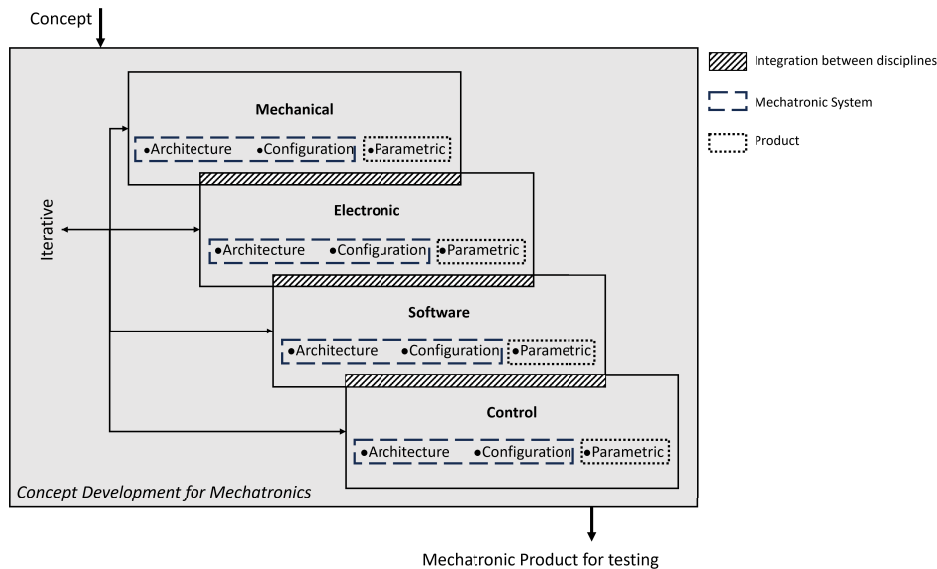 Concept
Integration between disciplines
Mechanical
Mechatronic System
•Architecture •Configuration •Parametric
Product
Electronic
Iterative
•Architecture •Configuration •Parametric
Software
•Architecture •Configuration •Parametric
Control
•Architecture •Configuration •Parametric
Concept Development for Mechatronics
Mechatronic Product for testing